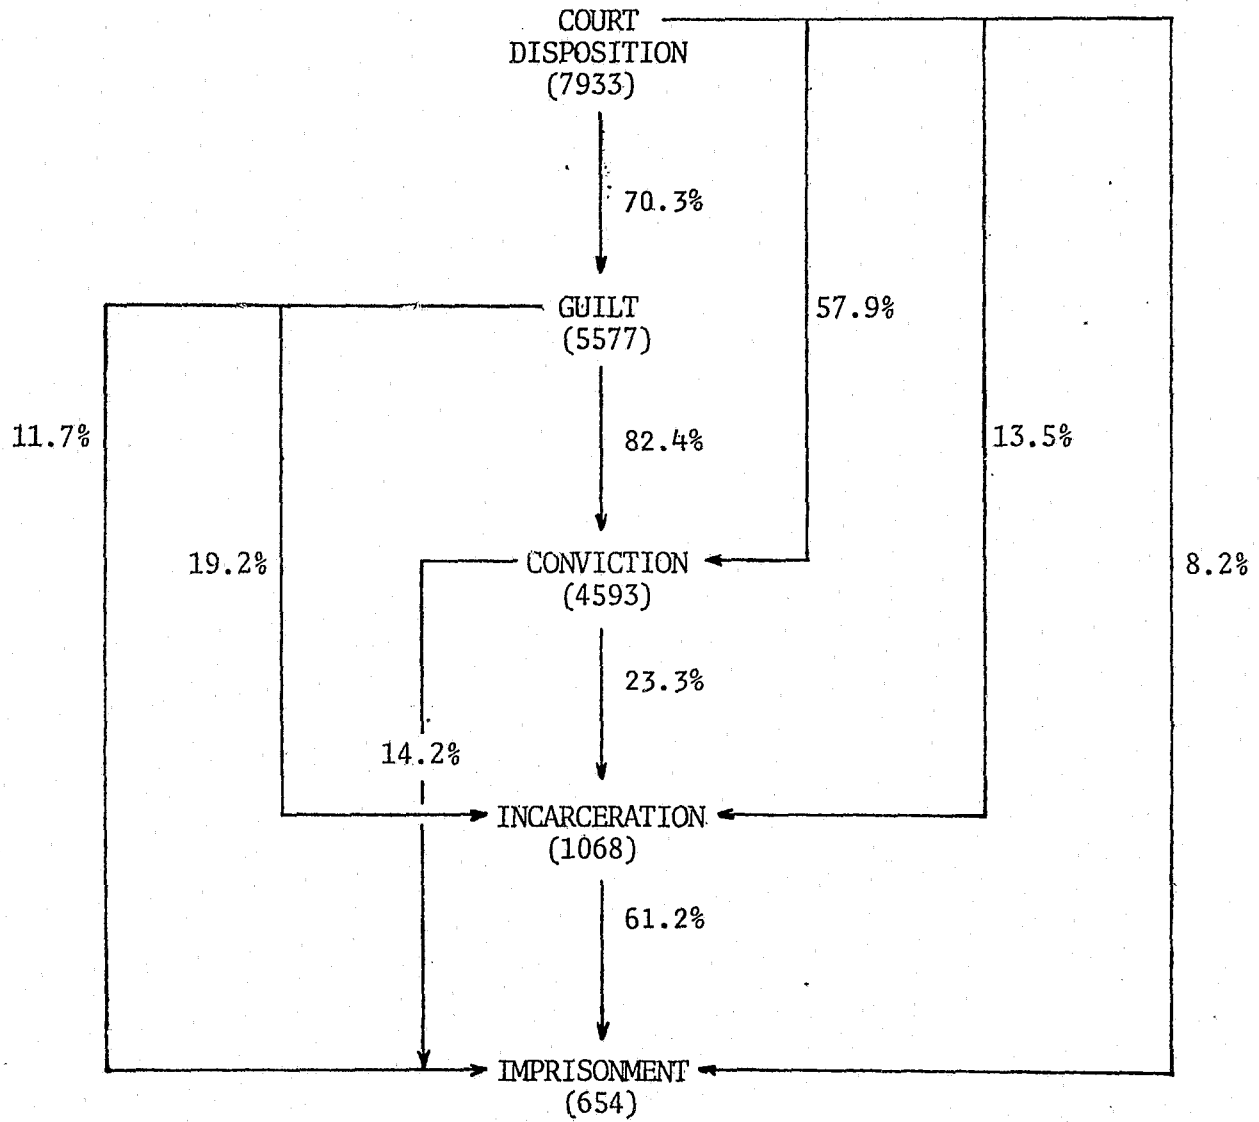 COURT
DISPOSITION
(7933)
70.3%
GUILT
(5577)
57.9%
11.7%
82.4%
13.5%
19.2%
CONVICTION
(4593)
8.2%
23.3%
14.2%
INCARCERATION
(1068)
61.2%
IMPRISONMENT
(654)